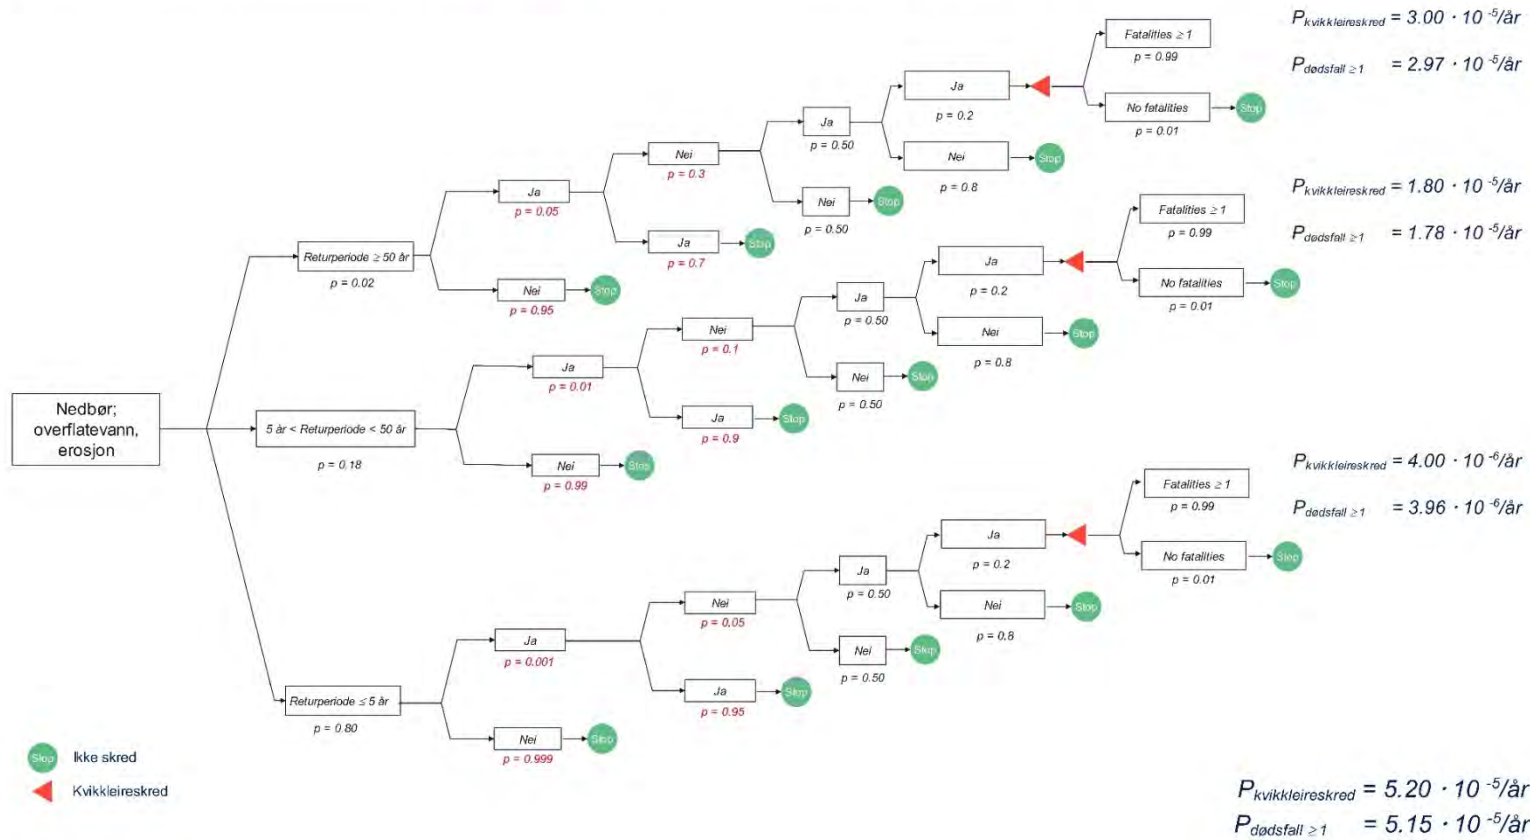 P kvikkleireskred = 3.00 · 10 -5/år
Fatalities ≥ 1
p = 0.99
P dødsfall ≥ 1 = 2.97 · 10 -5/år
Ja
p = 0.2
No fatalities
Stop
p = 0.01
Ja
p = 0.50
Nei
Stop
p = 0.8
Nei
p = 0.3
Nei
Stop
p = 0.50
Ja
p = 0.05
Ja
Stop
p = 0.7
Returperiode ≥ 50 år
p = 0.02
Nei
Stop
p = 0.95
P kvikkleireskred = 1.80 · 10 -5/år
Fatalities ≥ 1
p = 0.99
P dødsfall ≥ 1 = 1.78 · 10 -5/år
Ja
p = 0.2
No fatalities
Stop
p = 0.01
Ja
p = 0.50
Nei
Stop
p = 0.8
Nei
p = 0.1
Nei
Stop
p = 0.50
Ja
p = 0.01
Ja
Stop
p = 0.9
Nedbør;
overflatevann,
erosjon
5 år < Returperiode < 50 år
p = 0.18
Nei
Stop
p = 0.99
P kvikkleireskred = 4.00 · 10 -6/år
Fatalities ≥ 1
p = 0.99
P dødsfall ≥ 1 = 3.96 · 10 -6/år
Ja
p = 0.2
No fatalities
Stop
p = 0.01
Ja
p = 0.50
Nei
Stop
p = 0.8
Nei
p = 0.05
Nei
Stop
p = 0.50
Ja
p = 0.001
Ja
Stop
p = 0.95
Returperiode ≤ 5 år
p = 0.80
Nei
Stop
p = 0.999
Stop Ikke skred
Kvikkleireskred
P kvikkleireskred = 5.20 · 10 -5/år
P dødsfall ≥ 1 = 5.15 · 10 -5/år